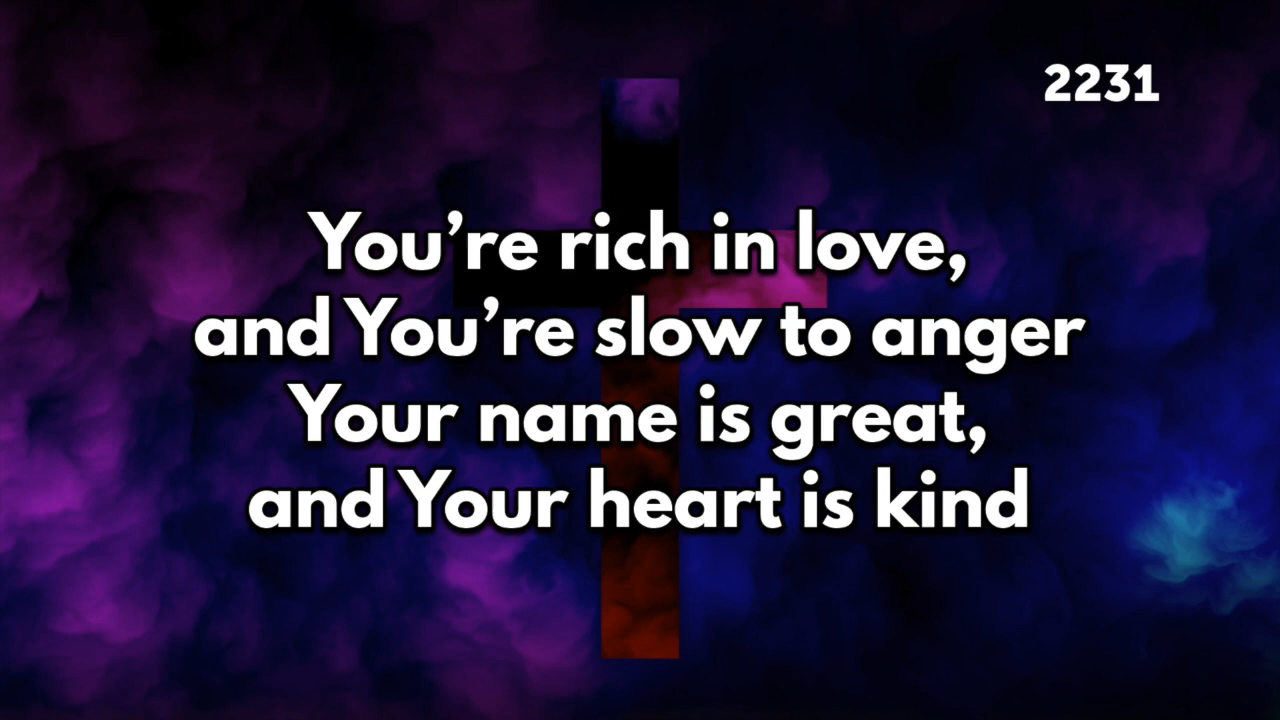 2231
You’re rich in love,
and You’re slow to anger
Your name is great,
and Your heart is kind